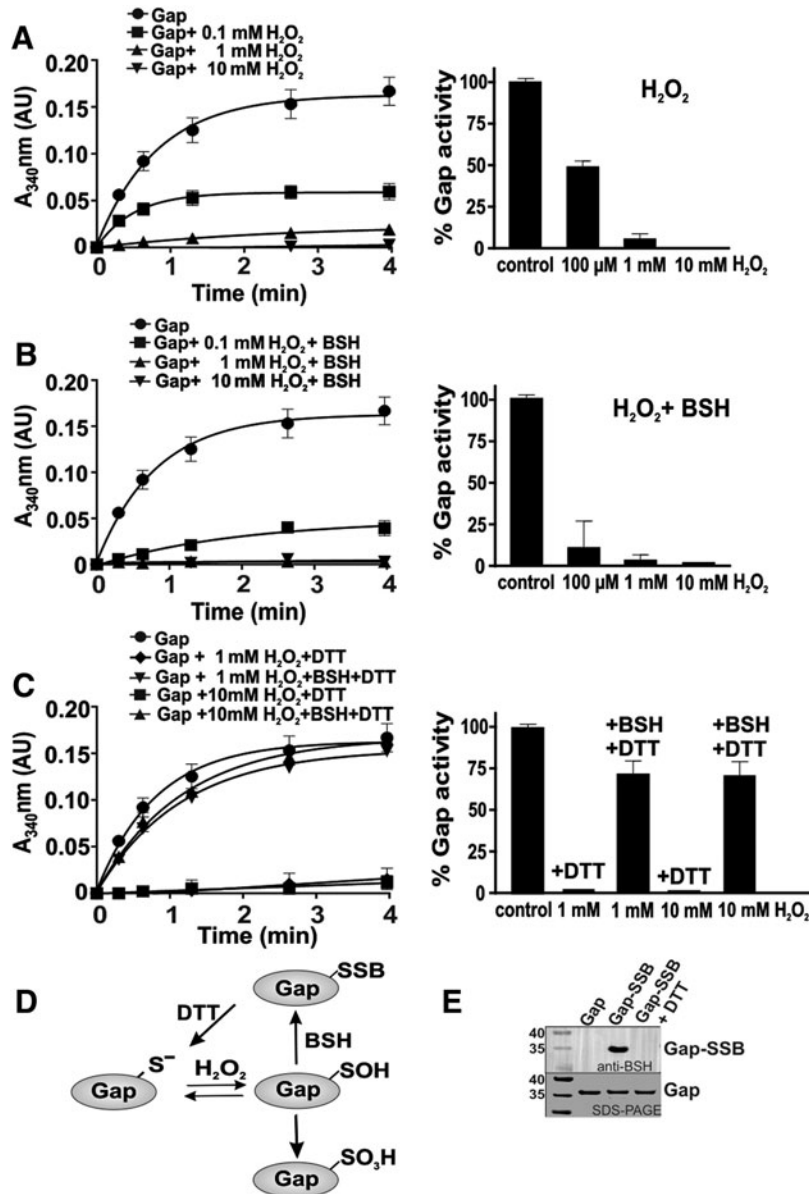 A
Gap
Gap+ 0.1 mM H₂O₂
Gap+ 1 mM H₂O₂
Gap+ 10 mM H₂O₂
A₃₄₀nm (AU)
0.20
0.15
0.10
0.05
0
0 1 2 3 4
Time (min)
H₂O₂
% Gap activity
100
75
50
25
0
control 100 µM 1 mM 10 mM H₂O₂
B
Gap
Gap+ 0.1 mM H₂O₂+ BSH
Gap+ 1 mM H₂O₂+ BSH
Gap+ 10 mM H₂O₂+ BSH
A₃₄₀nm (AU)
0.20
0.15
0.10
0.05
0
0 1 2 3 4
Time (min)
H₂O₂+ BSH
% Gap activity
100
75
50
25
0
control 100 µM 1 mM 10 mM H₂O₂
C
Gap
Gap + 1 mM H₂O₂+DTT
Gap + 1 mM H₂O₂+BSH+DTT
Gap +10mM H₂O₂+DTT
Gap +10mM H₂O₂+BSH+DTT
A₃₄₀nm (AU)
0.20
0.15
0.10
0.05
0.00
0 1 2 3 4
Time (min)
% Gap activity
100
75
50
25
0
+DTT
+BSH
+DTT
+DTT
+BSH
+DTT
control 1 mM 1 mM 10 mM 10 mM H₂O₂
D
Gap SSB
DTT
BSH
Gap S⁻
H₂O₂
Gap SOH
Gap SO₃H
E
Gap
Gap-SSB
Gap-SSB
+ DTT
40
35
Gap-SSB
anti-BSH
40
35
Gap
SDS-PAGE